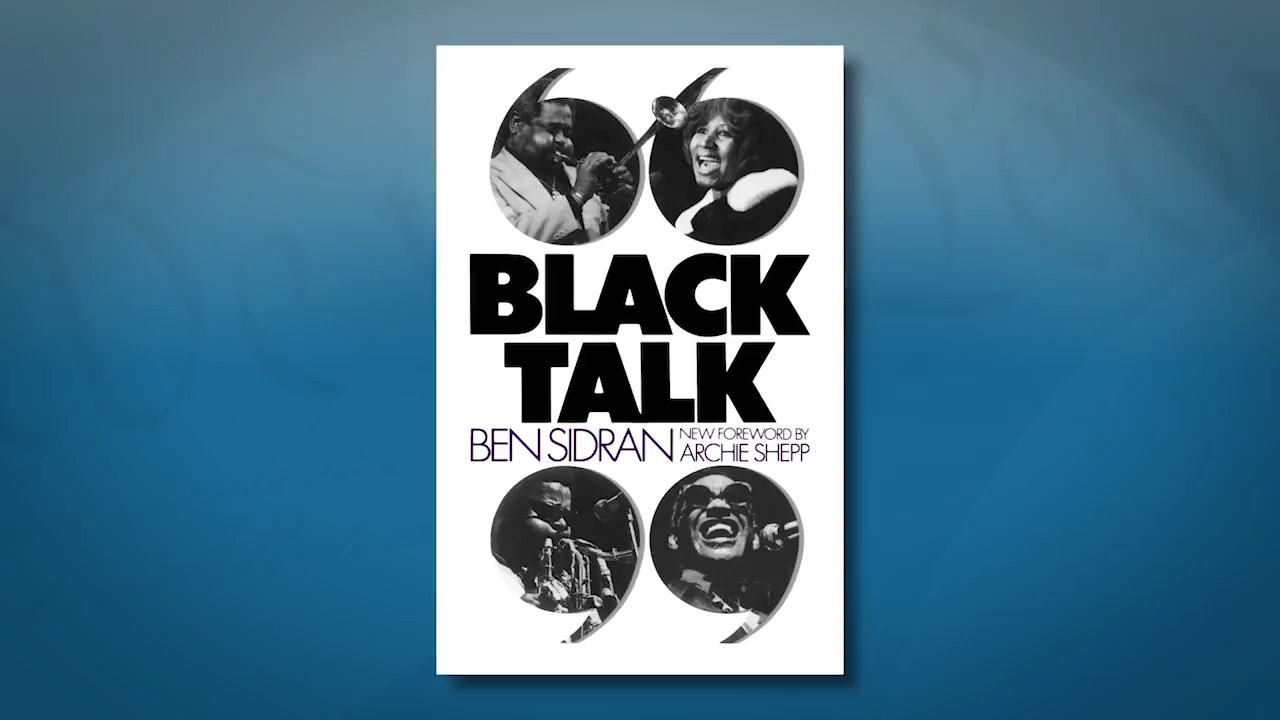 BLACK
TALK
BEN SIDRAN
NEW FOREWORD BY
ARCHIE SHEPP